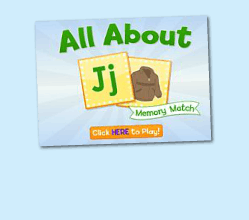 All About
Jj
Memory Match
Click HERE to Play!